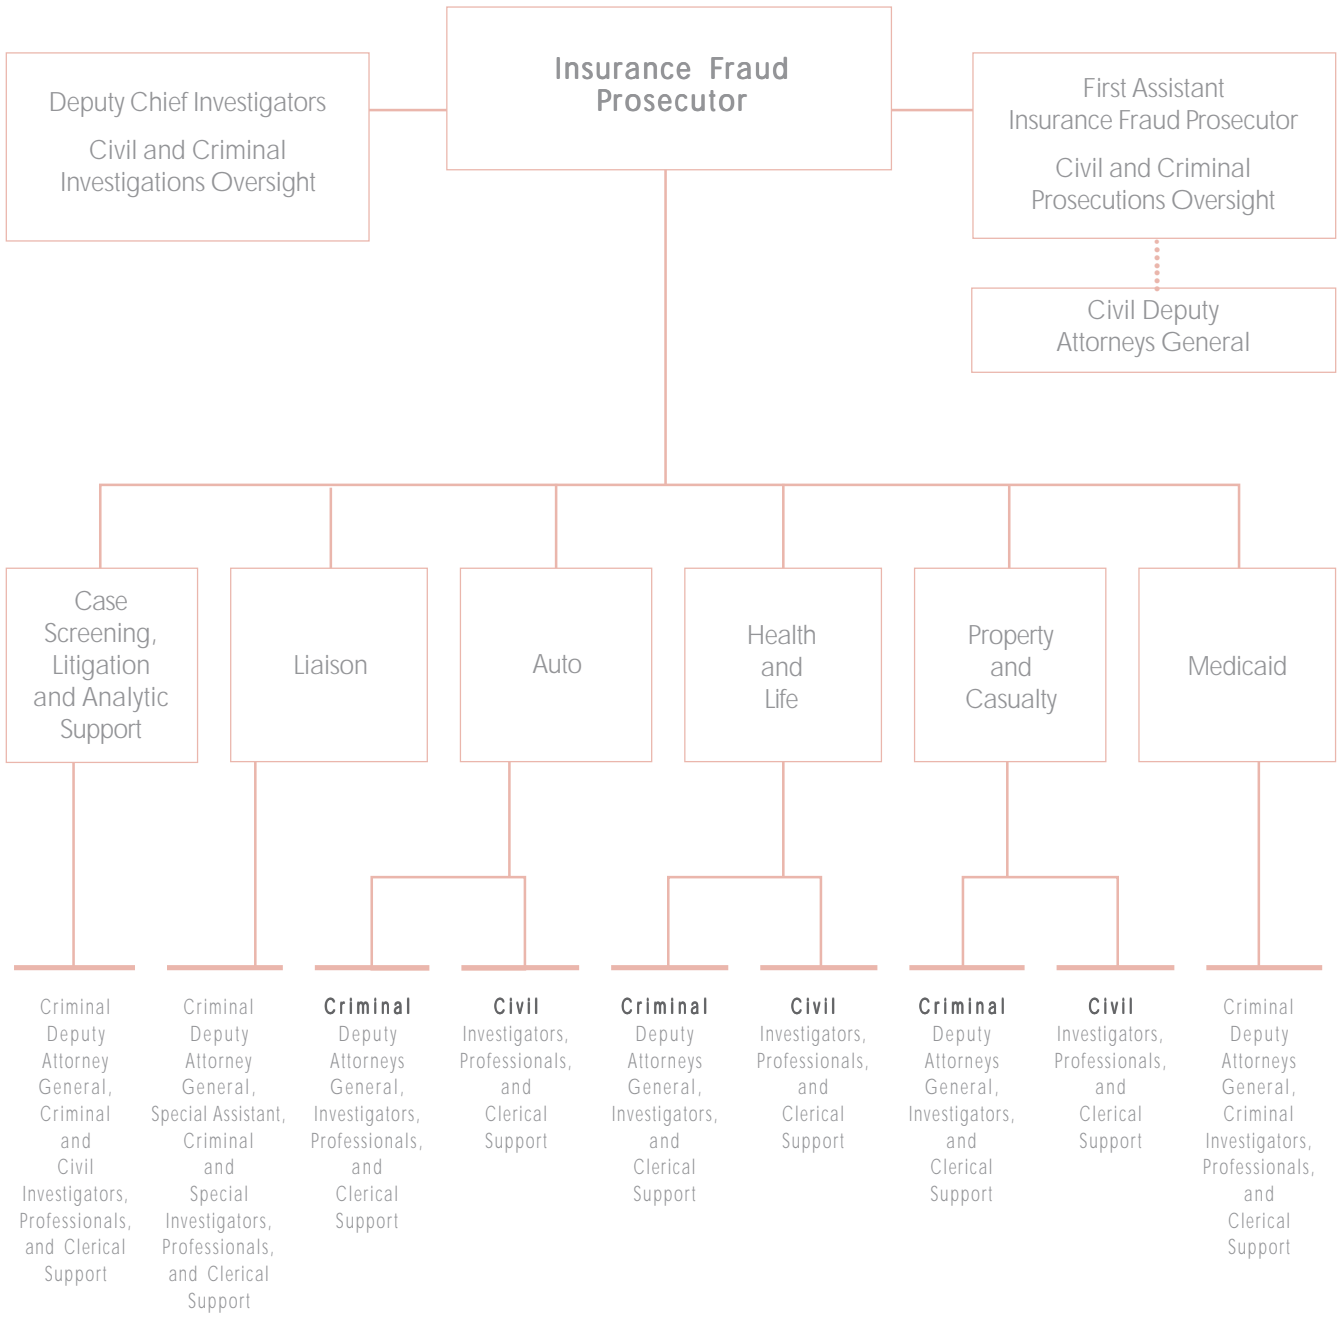 Insurance Fraud
Prosecutor
Deputy Chief Investigators
Civil and Criminal
Investigations Oversight
First Assistant
Insurance Fraud Prosecutor
Civil and Criminal
Prosecutions Oversight
Civil Deputy
Attorneys General
Case
Screening,
Litigation
and Analytic
Support
Liaison
Auto
Health
and
Life
Property
and
Casualty
Medicaid
Criminal
Deputy
Attorney
General,
Criminal
and
Civil
Investigators,
Professionals,
and Clerical
Support
Criminal
Deputy
Attorney
General,
Special Assistant,
Criminal
and
Special
Investigators,
Professionals,
and Clerical
Support
Criminal
Deputy
Attorneys
General,
Investigators,
Professionals,
and
Clerical
Support
Civil
Investigators,
Professionals,
and
Clerical
Support
Criminal
Deputy
Attorneys
General,
Investigators,
and
Clerical
Support
Civil
Investigators,
Professionals,
and
Clerical
Support
Criminal
Deputy
Attorneys
General,
Investigators,
and
Clerical
Support
Civil
Investigators,
Professionals,
and
Clerical
Support
Criminal
Deputy
Attorneys
General,
Criminal
Investigators,
Professionals,
and
Clerical
Support